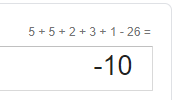 5 + 5 + 2 + 3 + 1 - 26 =
-10